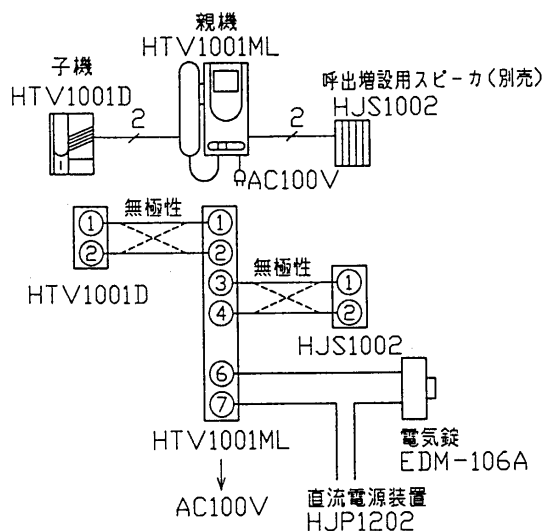 親機
HTV1001ML
子機
HTV1001D
呼出増設用スピーカ(別売)
HJS1002
2
2
AC100V
無極性
①
②
HTV1001D
①
②
③
④
⑥
⑦
無極性
①
②
HJS1002
HTV1001ML
AC100V
電気錠
EDM-106A
直流電源装置
HJP1202